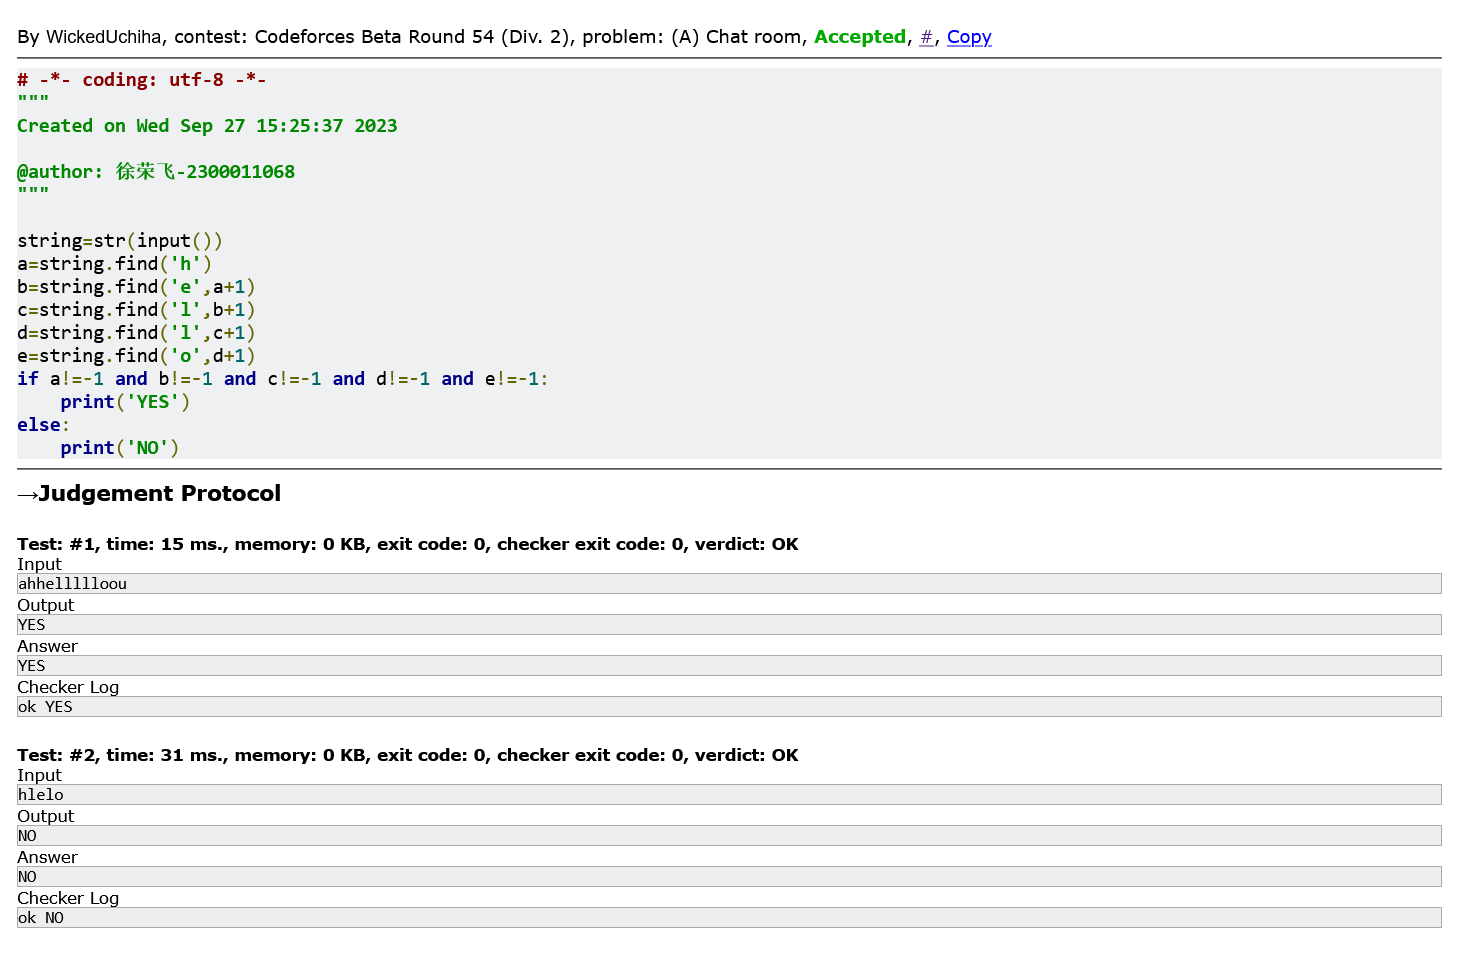 By WickedUchiha, contest: Codeforces Beta Round 54 (Div. 2), problem: (A) Chat room, Accepted, #, Copy
# -*- coding: utf-8 -*-
"""
Created on Wed Sep 27 15:25:37 2023
@author: 徐荣飞-2300011068
"""
string=str(input())
a=string.find('h')
b=string.find('e',a+1)
c=string.find('l',b+1)
d=string.find('l',c+1)
e=string.find('o',d+1)
if a!=-1 and b!=-1 and c!=-1 and d!=-1 and e!=-1:
    print('YES')
else:
    print('NO')
→Judgement Protocol
Test: #1, time: 15 ms., memory: 0 KB, exit code: 0, checker exit code: 0, verdict: OK
Input
ahhellllloou
Output
YES
Answer
YES
Checker Log
ok YES
Test: #2, time: 31 ms., memory: 0 KB, exit code: 0, checker exit code: 0, verdict: OK
Input
hlelo
Output
NO
Answer
NO
Checker Log
ok NO